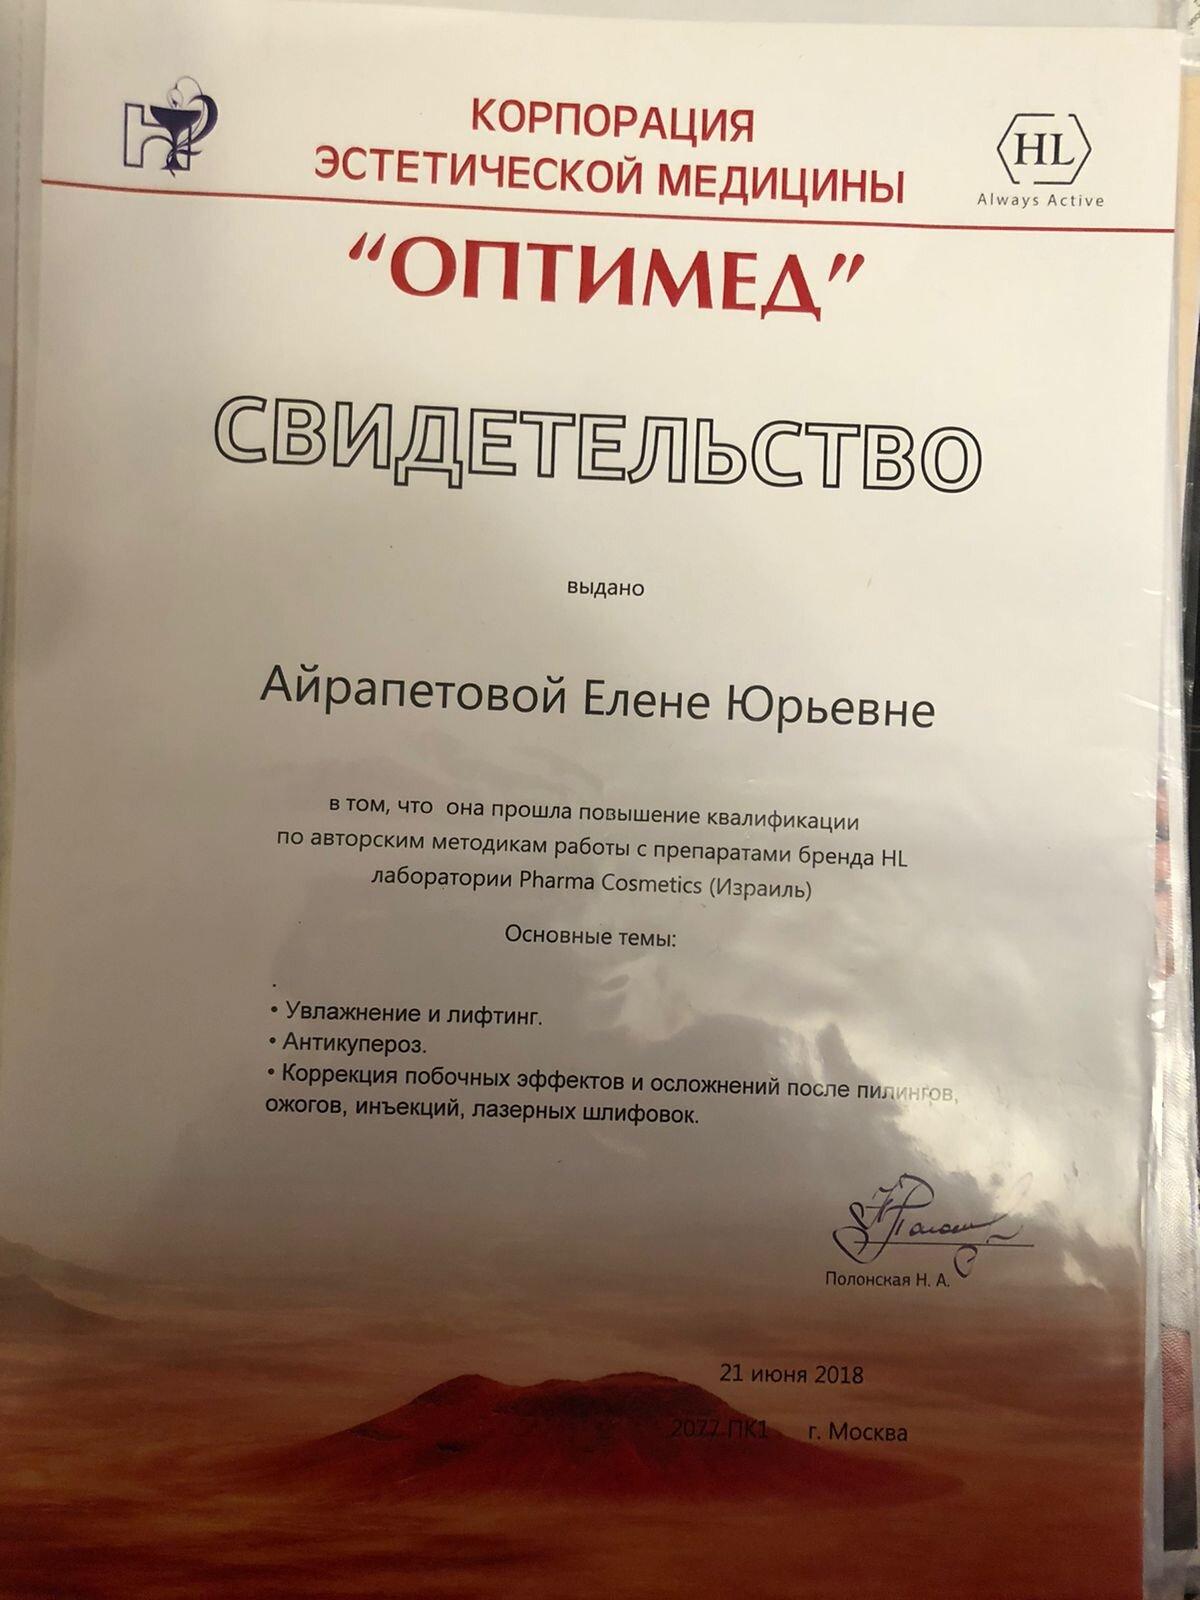 КОРПОРАЦИЯ
ЭСТЕТИЧЕСКОЙ МЕДИЦИНЫ
HL
Always Active
“ОПТИМЕД”
СВИДЕТЕЛЬСТВО
выдано
Айрапетовой Елене Юрьевне
в том, что она прошла повышение квалификации
по авторским методикам работы с препаратами бренда HL
лаборатории Pharma Cosmetics (Израиль)
Основные темы:
.
• Увлажнение и лифтинг.
• Антикупероз.
• Коррекция побочных эффектов и осложнений после пилингов,
ожогов, инъекций, лазерных шлифовок.
Полонская Н. А.
21 июня 2018
2077 ПК1 г. Москва